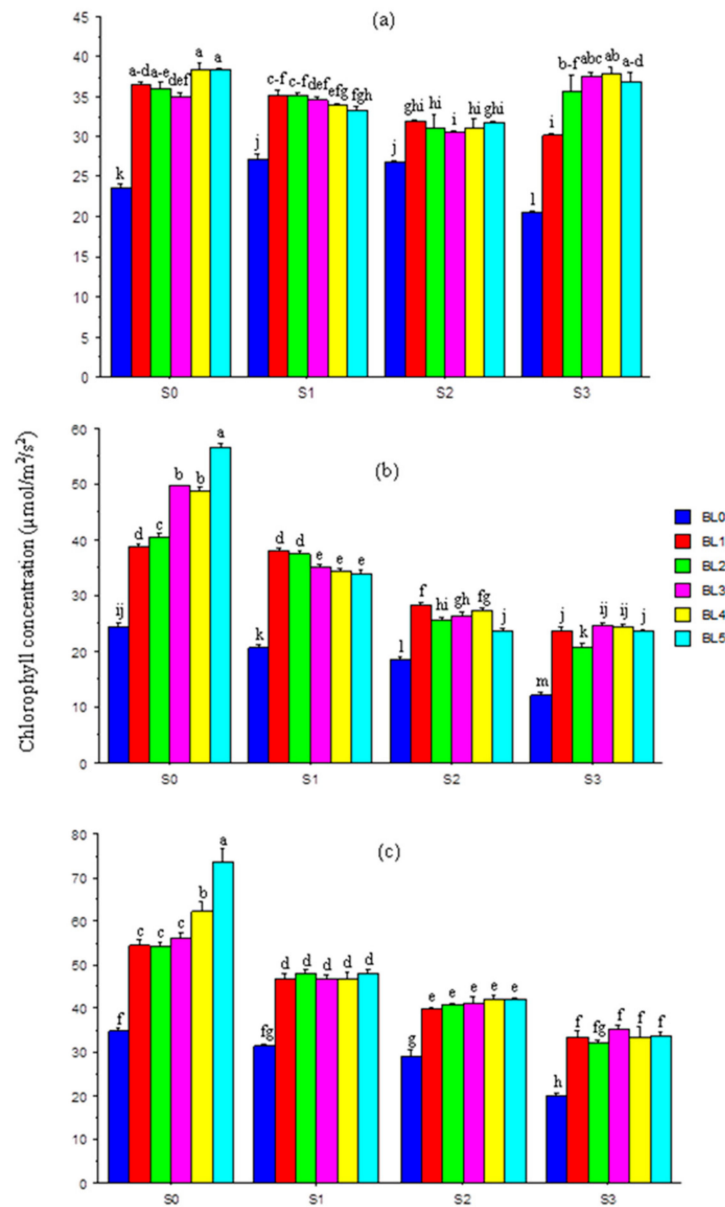 (a)
45
40
35
30
25
20
15
10
5
0
k a-d a-e def a a
j c-f c-f def efg fgh
j ghi hi i hi ghi
l i b-f abc ab a-d
S0 S1 S2 S3
Chlorophyll concentration (µmol/m²/s²)
(b)
60
50
40
30
20
10
0
ij d c b b a
k d d e e e
l f hi gh fg j
m j k ij ij j
S0 S1 S2 S3
BL0
BL1
BL2
BL3
BL4
BL5
(c)
80
70
60
50
40
30
20
10
0
f c c c b a
fg d d d d d
g e e e e e
h f fg f f f
S0 S1 S2 S3